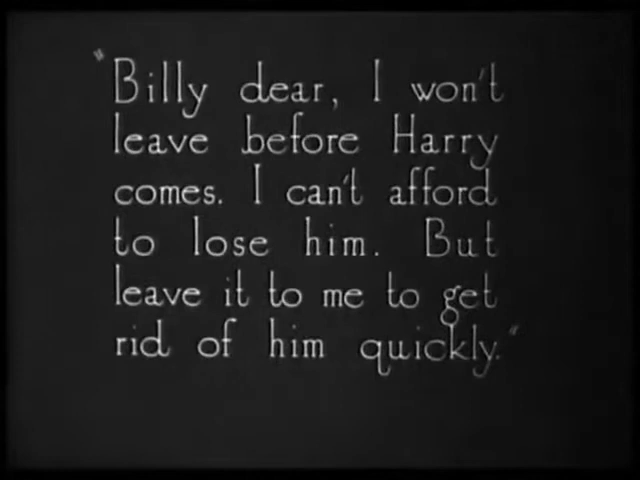 "Billy dear, I won't
leave before Harry
comes. I can't afford
to lose him. But
leave it to me to get
rid of him quickly."